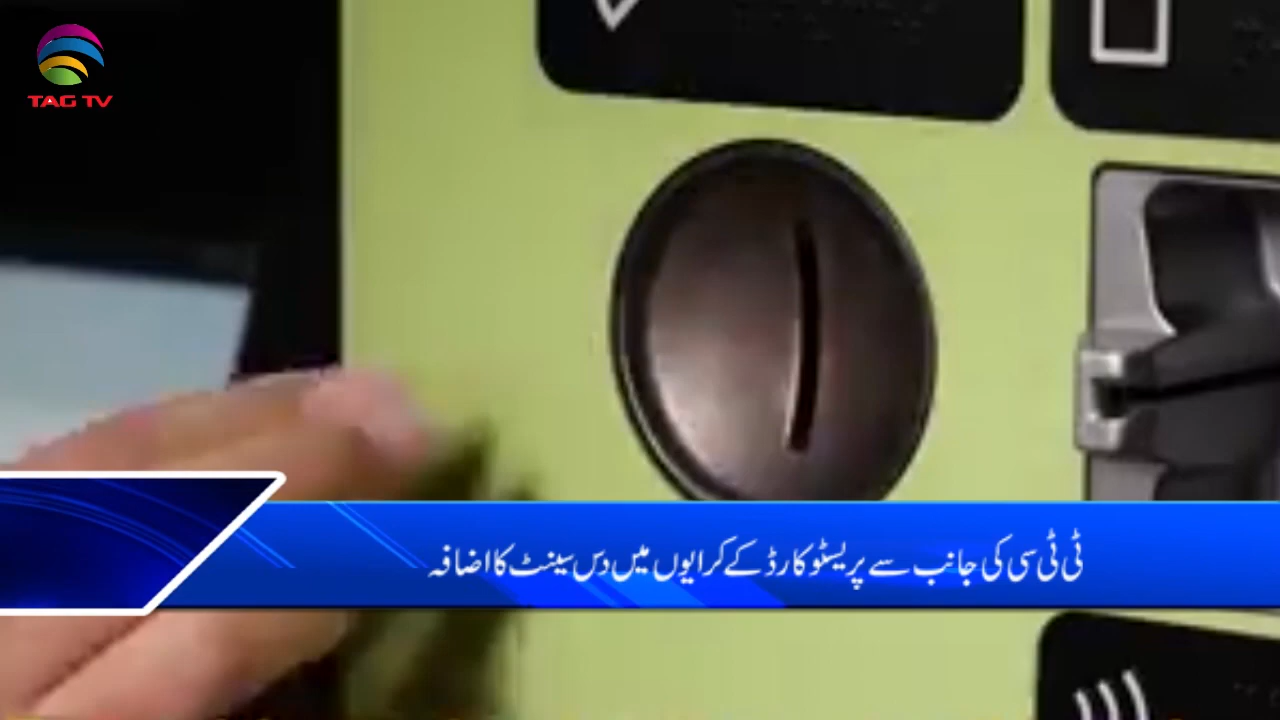 TAG TV
ٹی ٹی سی کی جانب سے پریسٹو کارڈ کے کرایوں میں دس سینٹ کا اضافہ